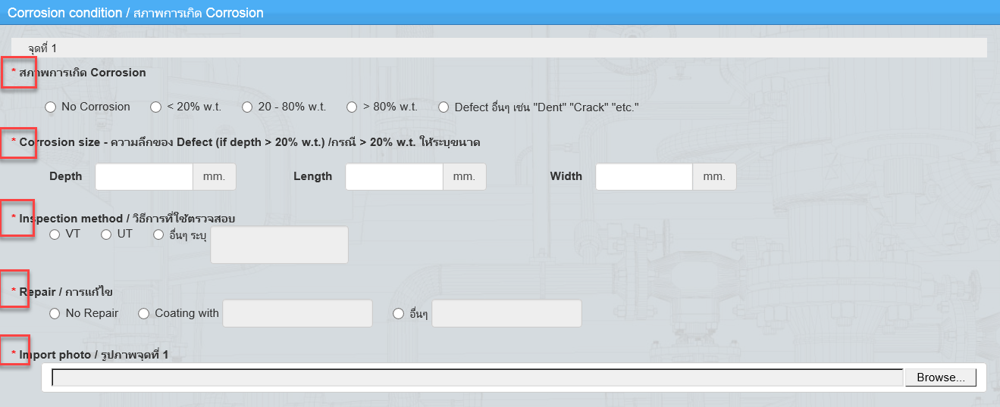 Corrosion condition / สภาพการเกิด Corrosion
จุดที่ 1
* สภาพการเกิด Corrosion
No Corrosion < 20% w.t. 20 - 80% w.t. > 80% w.t. Defect อื่นๆ เช่น "Dent" "Crack" "etc."
* Corrosion size - ความลึกของ Defect (if depth > 20% w.t.) /กรณี > 20% w.t. ให้ระบุขนาด
Depth mm. Length mm. Width mm.
* Inspection method / วิธีการที่ใช้ตรวจสอบ
VT UT อื่นๆ ระบุ
* Repair / การแก้ไข
No Repair Coating with อื่นๆ
* Import photo / รูปภาพจุดที่ 1
Browse...